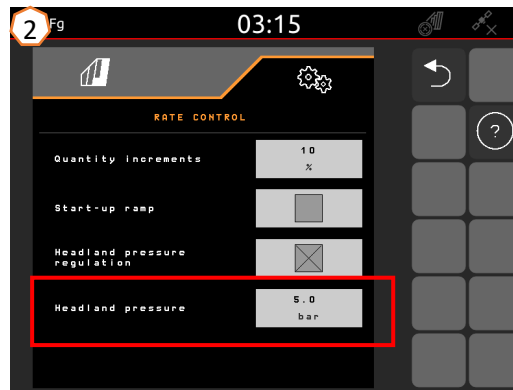 2
Fg
03:15
RATE CONTROL
Quantity increments
10
%
Start-up ramp
Headland pressure
regulation
Headland pressure
5.0
bar
?